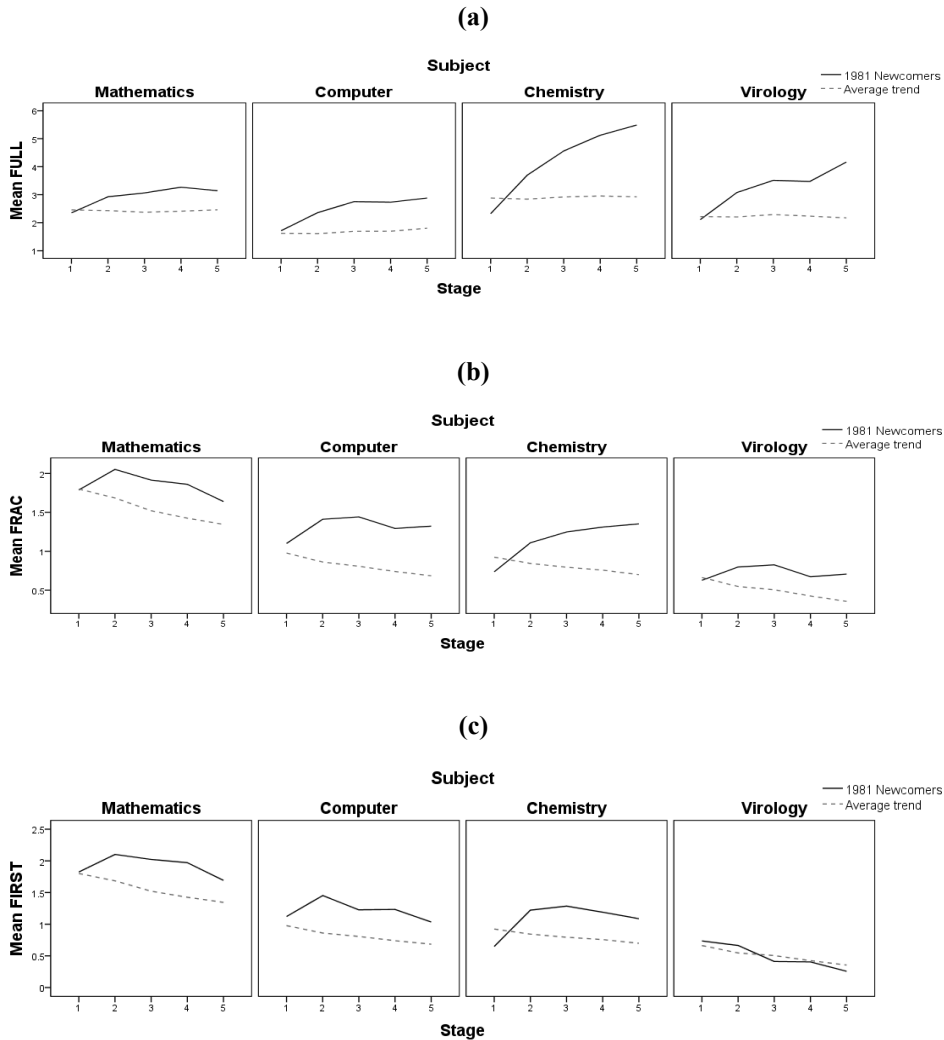 (a)
Subject
1981 Newcomers
Average trend
Mathematics Computer Chemistry Virology
Mean FULL
6
5
4
3
2
1
1 2 3 4 5 1 2 3 4 5 1 2 3 4 5 1 2 3 4 5
Stage
(b)
Subject
1981 Newcomers
Average trend
Mathematics Computer Chemistry Virology
Mean FRAC
2
1.5
1
0.5
1 2 3 4 5 1 2 3 4 5 1 2 3 4 5 1 2 3 4 5
Stage
(c)
Subject
1981 Newcomers
Average trend
Mathematics Computer Chemistry Virology
Mean FIRST
2.5
2
1.5
1
0.5
0
1 2 3 4 5 1 2 3 4 5 1 2 3 4 5 1 2 3 4 5
Stage